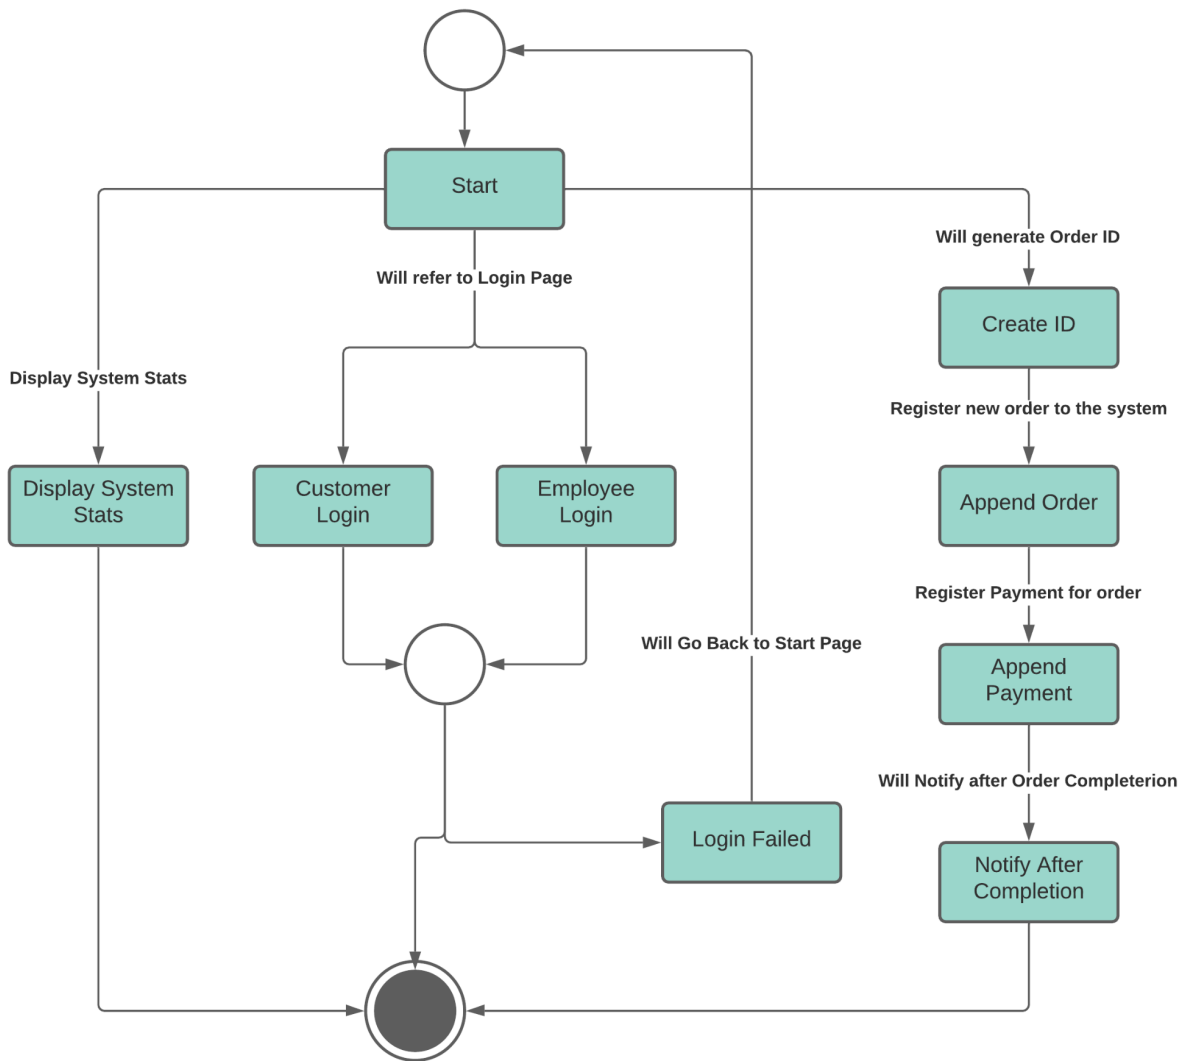 Start
Will generate Order ID
Will refer to Login Page
Create ID
Display System Stats
Register new order to the system
Display System
Stats
Customer
Login
Employee
Login
Append Order
Register Payment for order
Will Go Back to Start Page
Append
Payment
Will Notify after Order Completerion
Login Failed
Notify After
Completion